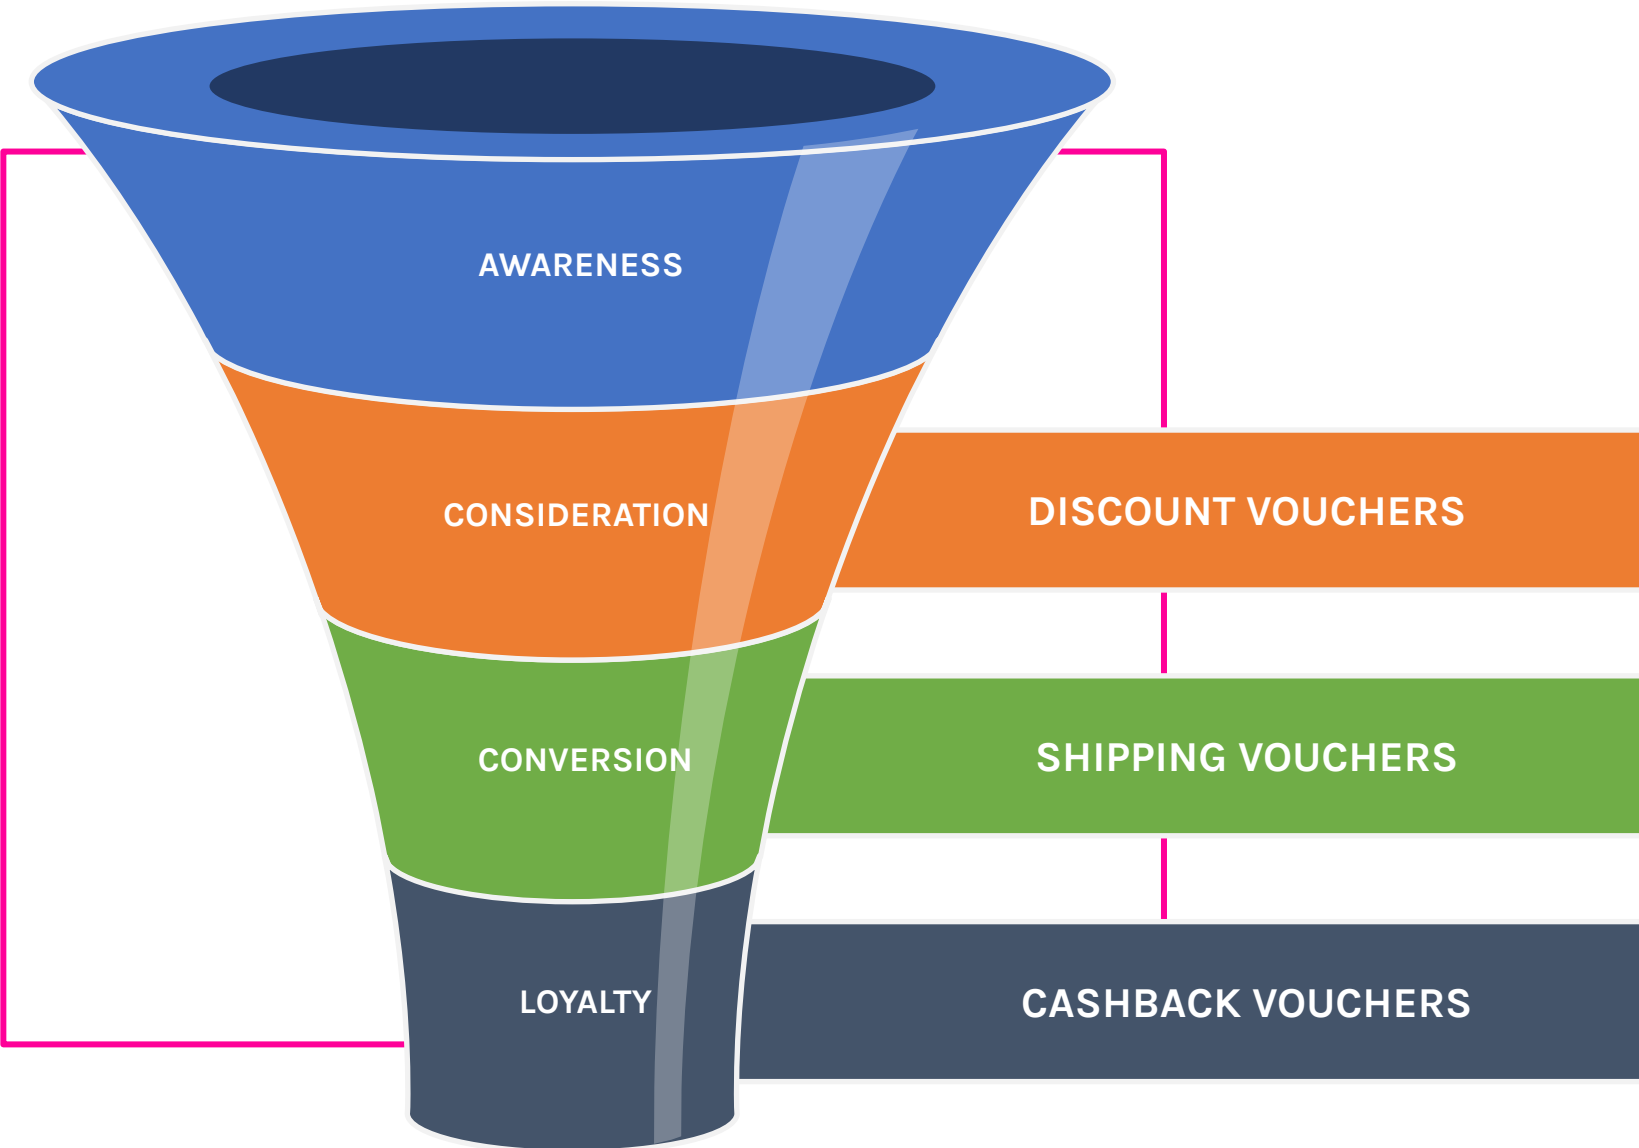 AWARENESS
CONSIDERATION
DISCOUNT VOUCHERS
CONVERSION
SHIPPING VOUCHERS
LOYALTY
CASHBACK VOUCHERS